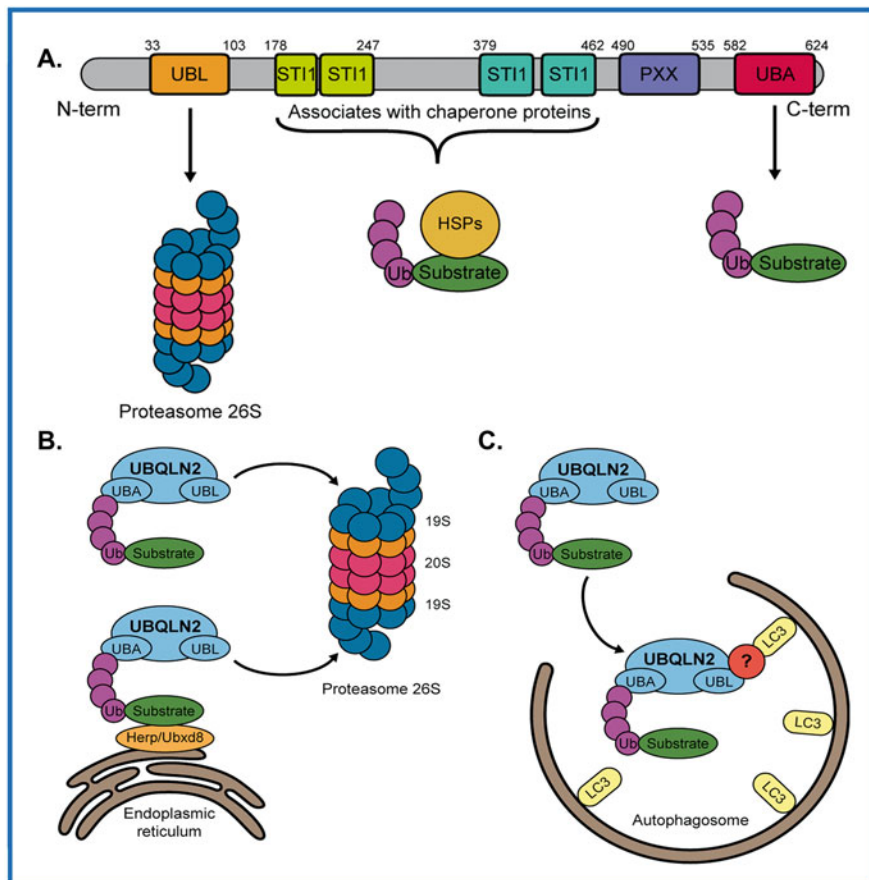 A.
33 103 178 247 379 462 490 535 582 624
UBL STI1 STI1 STI1 STI1 PXX UBA
N-term Associates with chaperone proteins C-term
HSPs
Ub Substrate
Ub Substrate
Proteasome 26S
B.
UBQLN2
UBA UBL
Ub Substrate
19S
20S
19S
Proteasome 26S
UBQLN2
UBA UBL
Ub Substrate
Herp/Ubxd8
Endoplasmic
reticulum
C.
UBQLN2
UBA UBL
Ub Substrate
LC3
?
UBQLN2
UBA UBL
Ub Substrate
LC3
LC3
LC3
Autophagosome